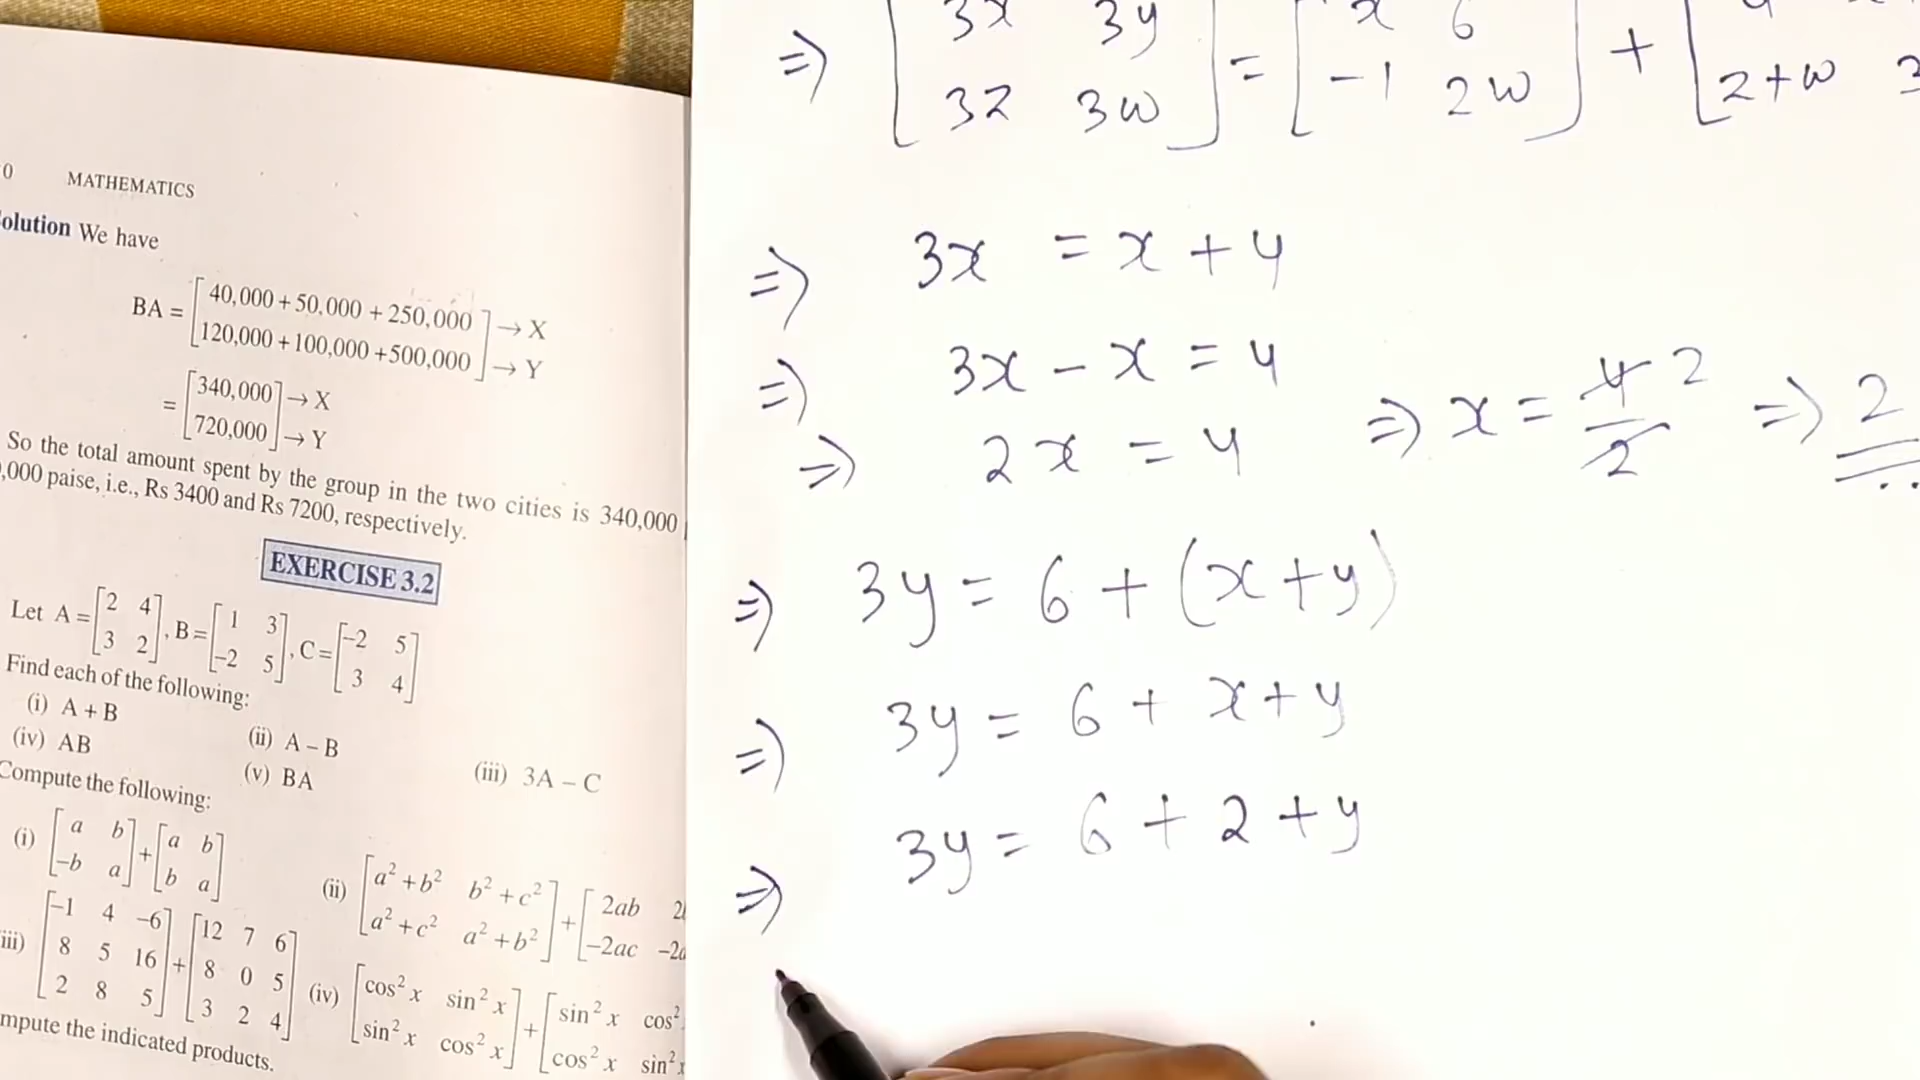 0 MATHEMATICS
olution We have
BA = [40,000 + 50,000 + 250,000] → X
[120,000 + 100,000 + 500,000] → Y
= [340,000] → X
[720,000] → Y
So the total amount spent by the group in the two cities is 340,000
,000 paise, i.e., Rs 3400 and Rs 7200, respectively.
EXERCISE 3.2
Let A = [2 4; 3 2], B = [1 3; -2 5], C = [-2 5; 3 4]
Find each of the following:
(i) A + B (ii) A – B (iii) 3A – C
(iv) AB (v) BA
Compute the following:
(i) [a b; -b a] + [a b; b a] (ii) [a² + b² b² + c²; a² + c² a² + b²] + [2ab 2; -2ac -2
iii) [-1 4 -6; 8 5 16; 2 8 5] + [12 7 6; 8 0 5; 3 2 4] (iv) [cos² x sin² x; sin² x cos² x] + [sin² x cos²; cos² x sin² x
mpute the indicated products.
⇒ [3x 3y; 3z 3w] = [x 6; -1 2w] + [4; z+w 3
⇒ 3x = x + 4
⇒ 3x - x = 4
⇒ 2x = 4 ⇒ x = 4/2 2 ⇒ 2
⇒ 3y = 6 + (x+y)
⇒ 3y = 6 + x+y
⇒ 3y = 6 + 2 + y